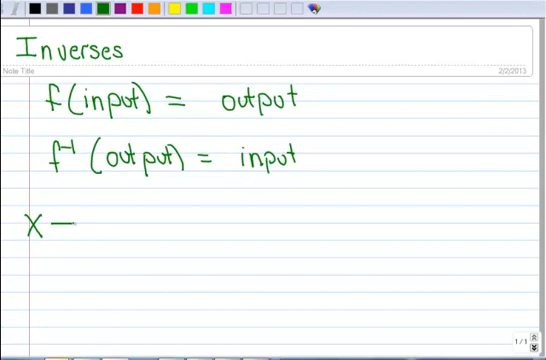 Inverses
Note Title
2/2/2013
f(input) = output
f⁻¹(output) = input
x —
1 / 1